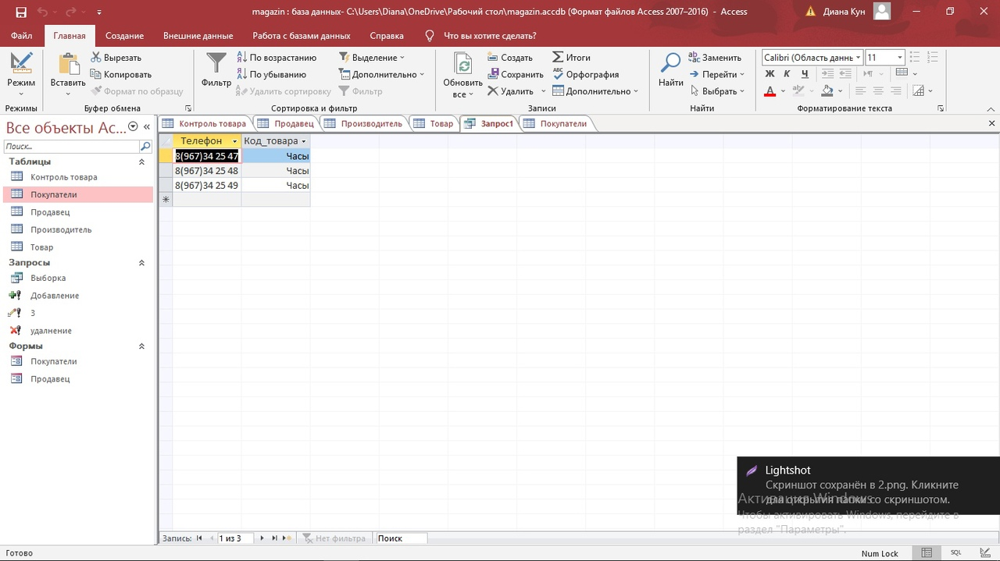 magazin : база данных- C:\Users\Diana\OneDrive\Рабочий стол\magazin.accdb (Формат файлов Access 2007–2016) - Access
Диана Кун
Файл Главная Создание Внешние данные Работа с базами данных Справка Что вы хотите сделать?
Режим
Режимы
Вставить
Вырезать
Копировать
Формат по образцу
Буфер обмена
Фильтр
По возрастанию
По убыванию
Удалить сортировку
Выделение
Дополнительно
Фильтр
Сортировка и фильтр
Обновить
все
Создать
Сохранить
Удалить
Итоги
Орфография
Дополнительно
Записи
Найти
Заменить
Перейти
Выбрать
Найти
Calibri (Область данны
11
Ж К Ч
Форматирование текста
Все объекты Ac...
Поиск...
Таблицы
Контроль товара
Покупатели
Продавец
Производитель
Товар
Запросы
Выборка
Добавление
3
удалнение
Формы
Покупатели
Продавец
Контроль товара Продавец Производитель Товар Запрос1 Покупатели
Телефон Код_товара
8(967)34 25 47 Часы
8(967)34 25 48 Часы
8(967)34 25 49 Часы
Lightshot
Скриншот сохранён в 2.png. Кликните
для открытия папки со скриншотом.
Активация Windows
Чтобы активировать Windows, перейдите в
раздел "Параметры".
Запись: 1 из 3 Нет фильтра Поиск
Готово
Num Lock
SQL